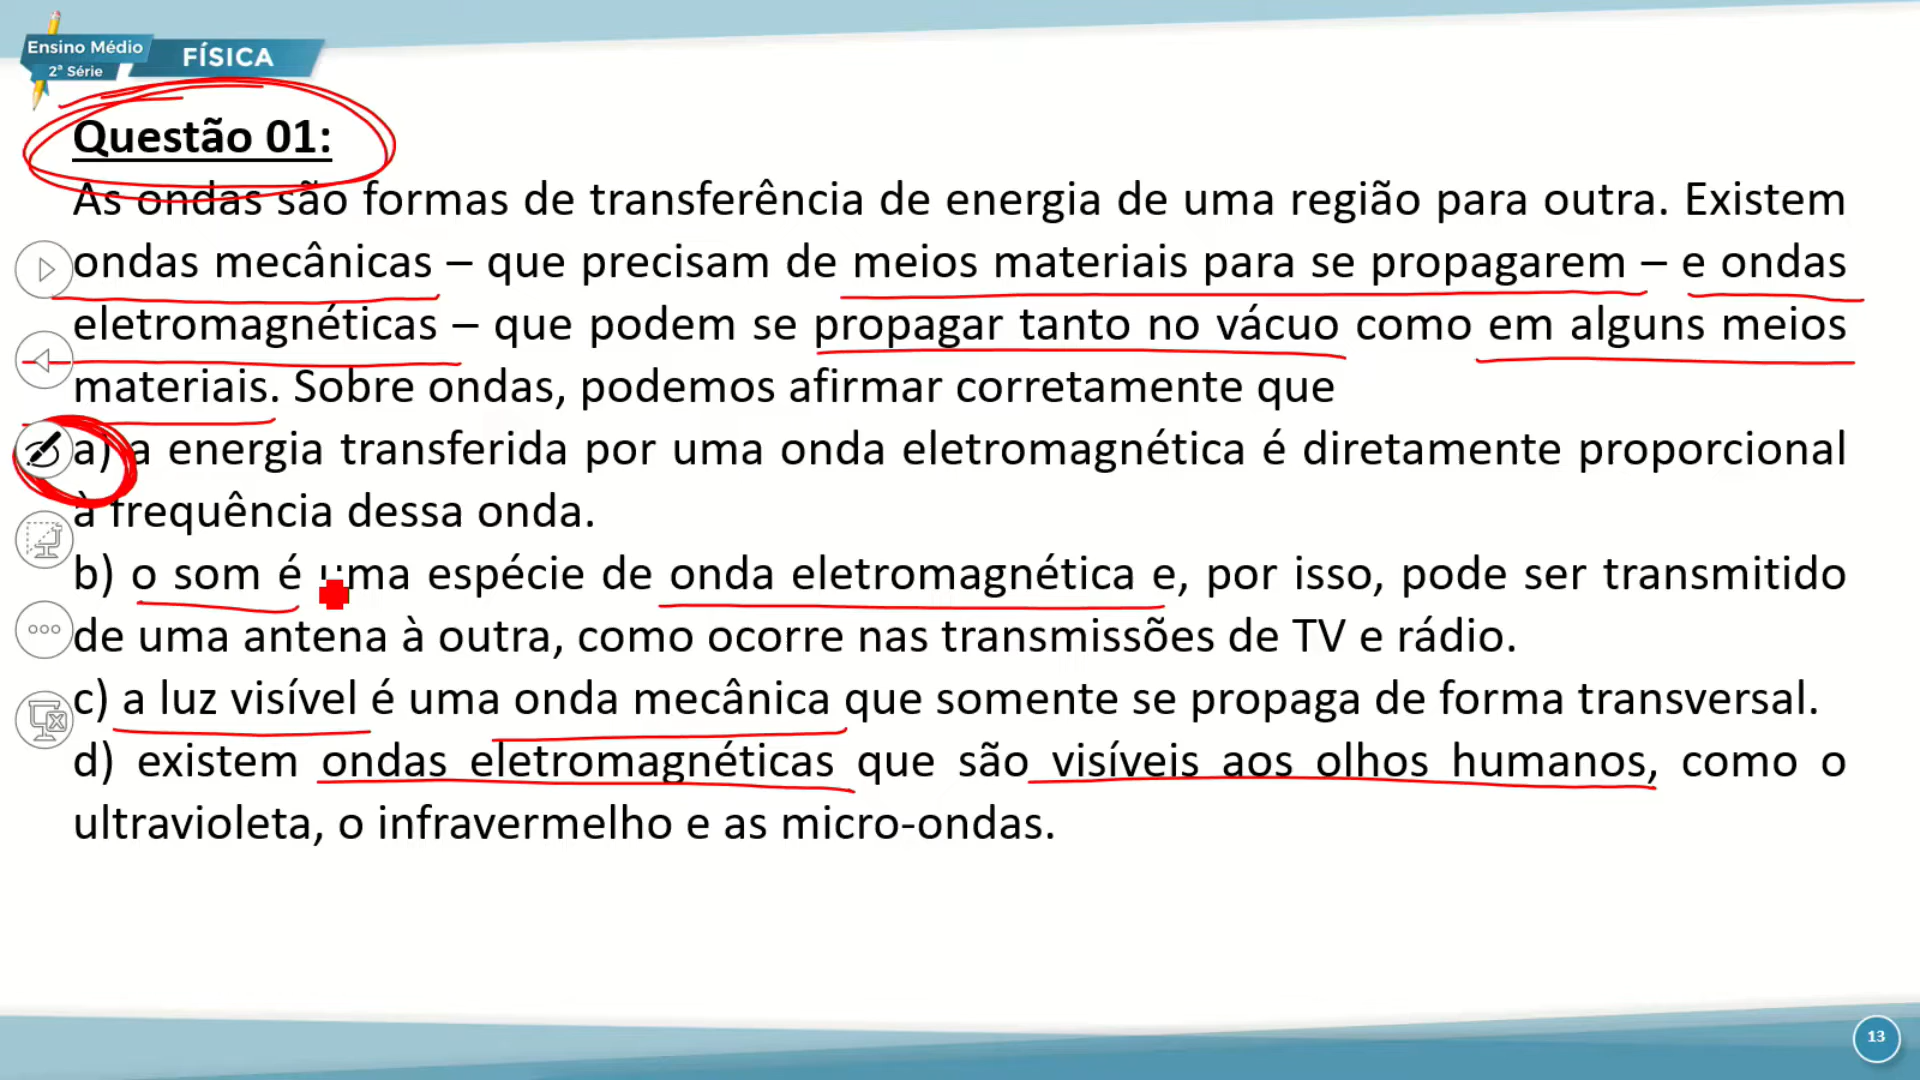 Ensino Médio
2ª Série
FÍSICA
Questão 01:
As ondas são formas de transferência de energia de uma região para outra. Existem
ondas mecânicas – que precisam de meios materiais para se propagarem – e ondas
eletromagnéticas – que podem se propagar tanto no vácuo como em alguns meios
materiais. Sobre ondas, podemos afirmar corretamente que
a) a energia transferida por uma onda eletromagnética é diretamente proporcional
à frequência dessa onda.
b) o som é uma espécie de onda eletromagnética e, por isso, pode ser transmitido
de uma antena à outra, como ocorre nas transmissões de TV e rádio.
c) a luz visível é uma onda mecânica que somente se propaga de forma transversal.
d) existem ondas eletromagnéticas que são visíveis aos olhos humanos, como o
ultravioleta, o infravermelho e as micro-ondas.
13